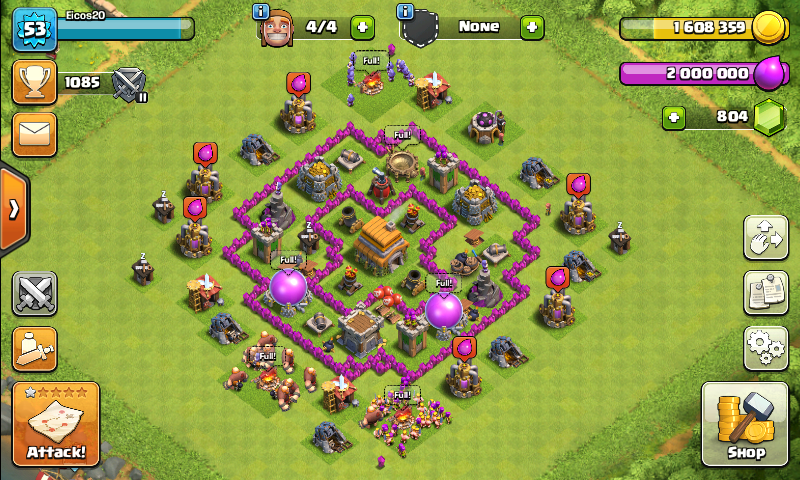 53
Eicos20
i
4/4
i
None
1 608 359
1085
2 000 000
804
Full!
Full!
z
z
z
z
Full!
Full!
Full!
Full!
Attack!
Shop